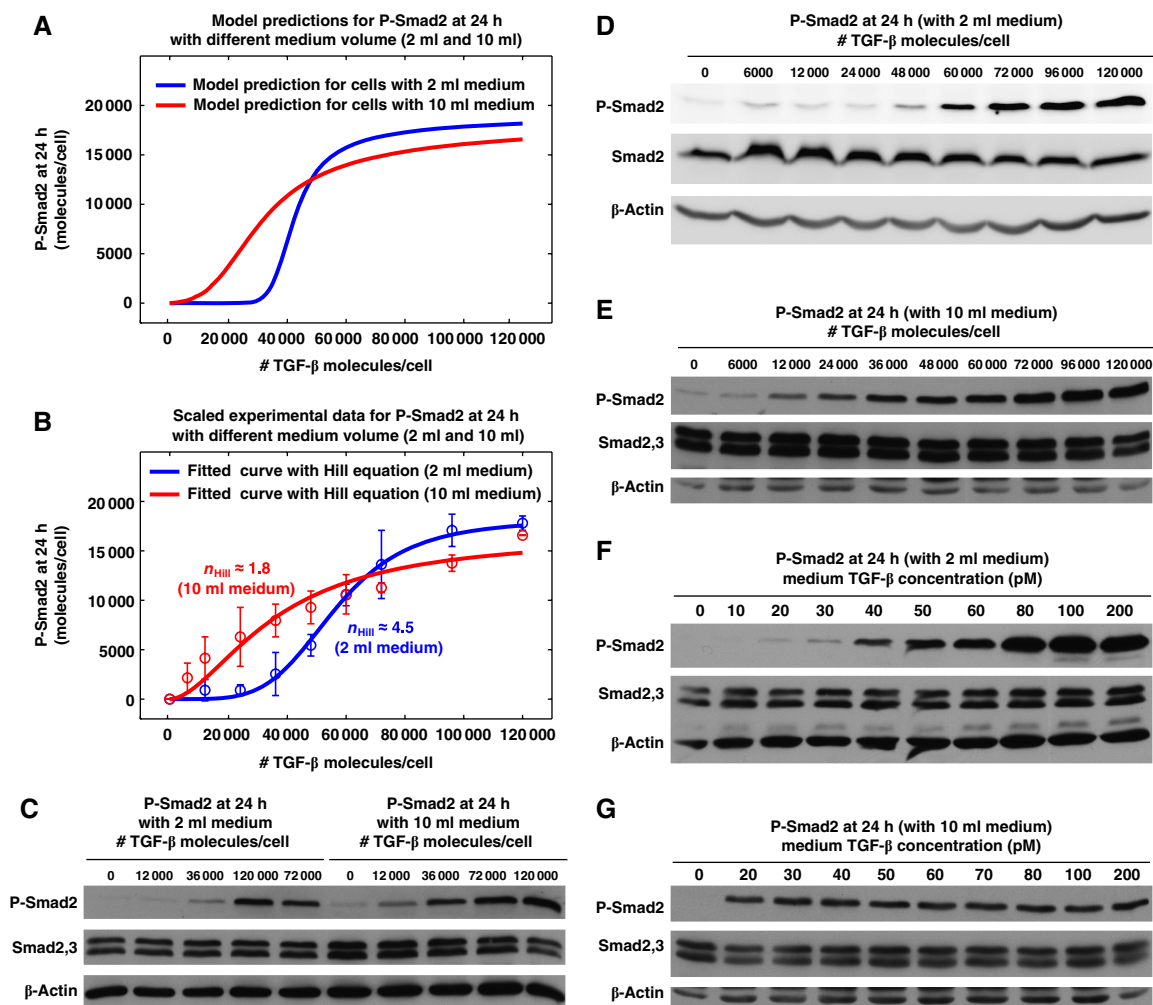 A
Model predictions for P-Smad2 at 24 h
with different medium volume (2 ml and 10 ml)
Model prediction for cells with 2 ml medium
Model prediction for cells with 10 ml medium
20 000
15 000
10 000
5000
0
P-Smad2 at 24 h
(molecules/cell)
0 20 000 40 000 60 000 80 000 100 000 120 000
# TGF-β molecules/cell
B
Scaled experimental data for P-Smad2 at 24 h
with different medium volume (2 ml and 10 ml)
Fitted curve with Hill equation (2 ml medium)
Fitted curve with Hill equation (10 ml medium)
20 000
15 000
10 000
5000
0
P-Smad2 at 24 h
(molecules/cell)
nHill ≈ 1.8
(10 ml meidum)
nHill ≈ 4.5
(2 ml medium)
0 20 000 40 000 60 000 80 000 100 000 120 000
# TGF-β molecules/cell
C
P-Smad2 at 24 h
with 2 ml medium
# TGF-β molecules/cell
P-Smad2 at 24 h
with 10 ml medium
# TGF-β molecules/cell
0 12 000 36 000 120 000 72 000 0 12 000 36 000 72 000 120 000
P-Smad2
Smad2,3
β-Actin
D
P-Smad2 at 24 h (with 2 ml medium)
# TGF-β molecules/cell
0 6000 12 000 24 000 48 000 60 000 72 000 96 000 120 000
P-Smad2
Smad2
β-Actin
E
P-Smad2 at 24 h (with 10 ml medium)
# TGF-β molecules/cell
0 6000 12 000 24 000 36 000 48 000 60 000 72 000 96 000 120 000
P-Smad2
Smad2,3
β-Actin
F
P-Smad2 at 24 h (with 2 ml medium)
medium TGF-β concentration (pM)
0 10 20 30 40 50 60 80 100 200
P-Smad2
Smad2,3
β-Actin
G
P-Smad2 at 24 h (with 10 ml medium)
medium TGF-β concentration (pM)
0 20 30 40 50 60 70 80 100 200
P-Smad2
Smad2,3
β-Actin